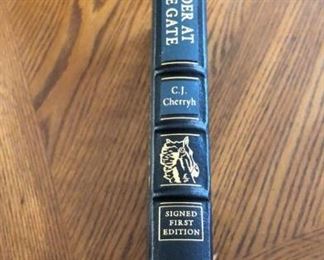 DER AT
E GATE
C.J.
Cherryh
SIGNED
FIRST
EDITION